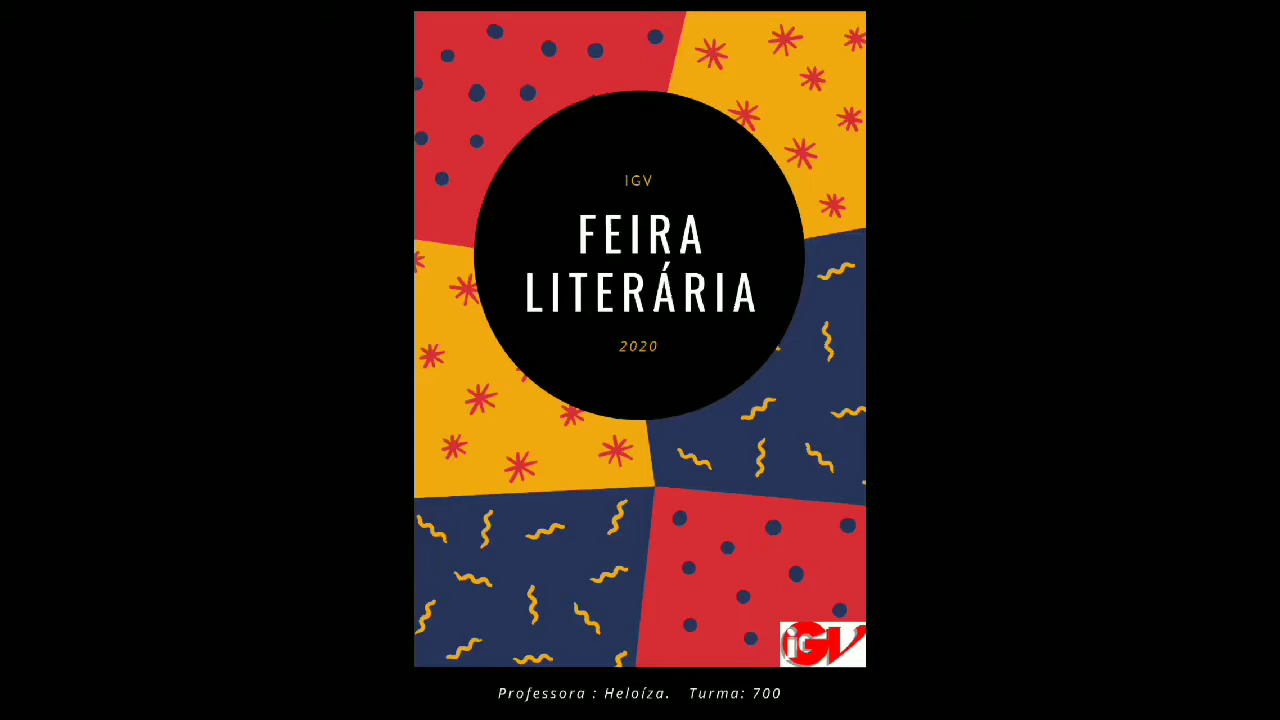 IGV
FEIRA
LITERÁRIA
2020
iGV
Professora : Heloíza. Turma: 700